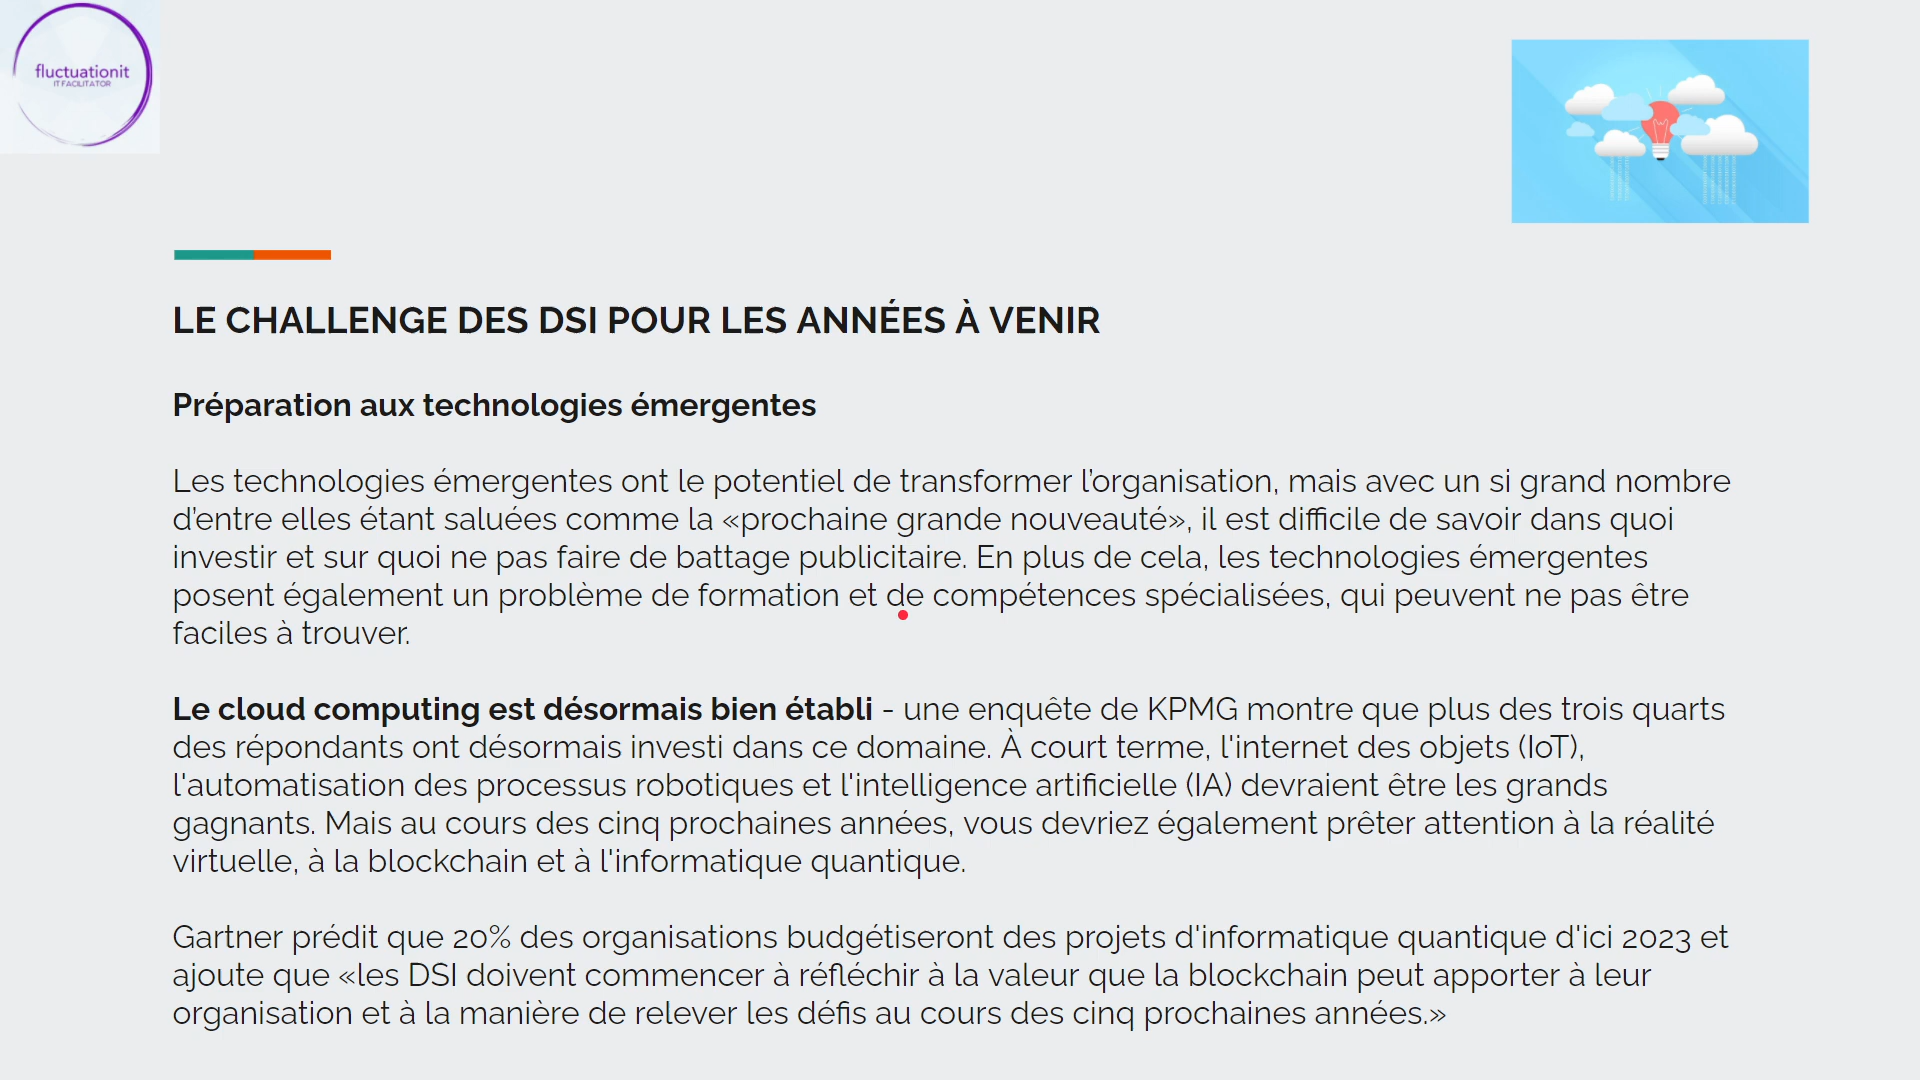 fluctuationit
IT FACILITATOR
LE CHALLENGE DES DSI POUR LES ANNÉES À VENIR
Préparation aux technologies émergentes
Les technologies émergentes ont le potentiel de transformer l’organisation, mais avec un si grand nombre
d’entre elles étant saluées comme la «prochaine grande nouveauté», il est difficile de savoir dans quoi
investir et sur quoi ne pas faire de battage publicitaire. En plus de cela, les technologies émergentes
posent également un problème de formation et de compétences spécialisées, qui peuvent ne pas être
faciles à trouver.
Le cloud computing est désormais bien établi - une enquête de KPMG montre que plus des trois quarts
des répondants ont désormais investi dans ce domaine. À court terme, l'internet des objets (IoT),
l'automatisation des processus robotiques et l'intelligence artificielle (IA) devraient être les grands
gagnants. Mais au cours des cinq prochaines années, vous devriez également prêter attention à la réalité
virtuelle, à la blockchain et à l'informatique quantique.
Gartner prédit que 20% des organisations budgétiseront des projets d'informatique quantique d'ici 2023 et
ajoute que «les DSI doivent commencer à réfléchir à la valeur que la blockchain peut apporter à leur
organisation et à la manière de relever les défis au cours des cinq prochaines années.»